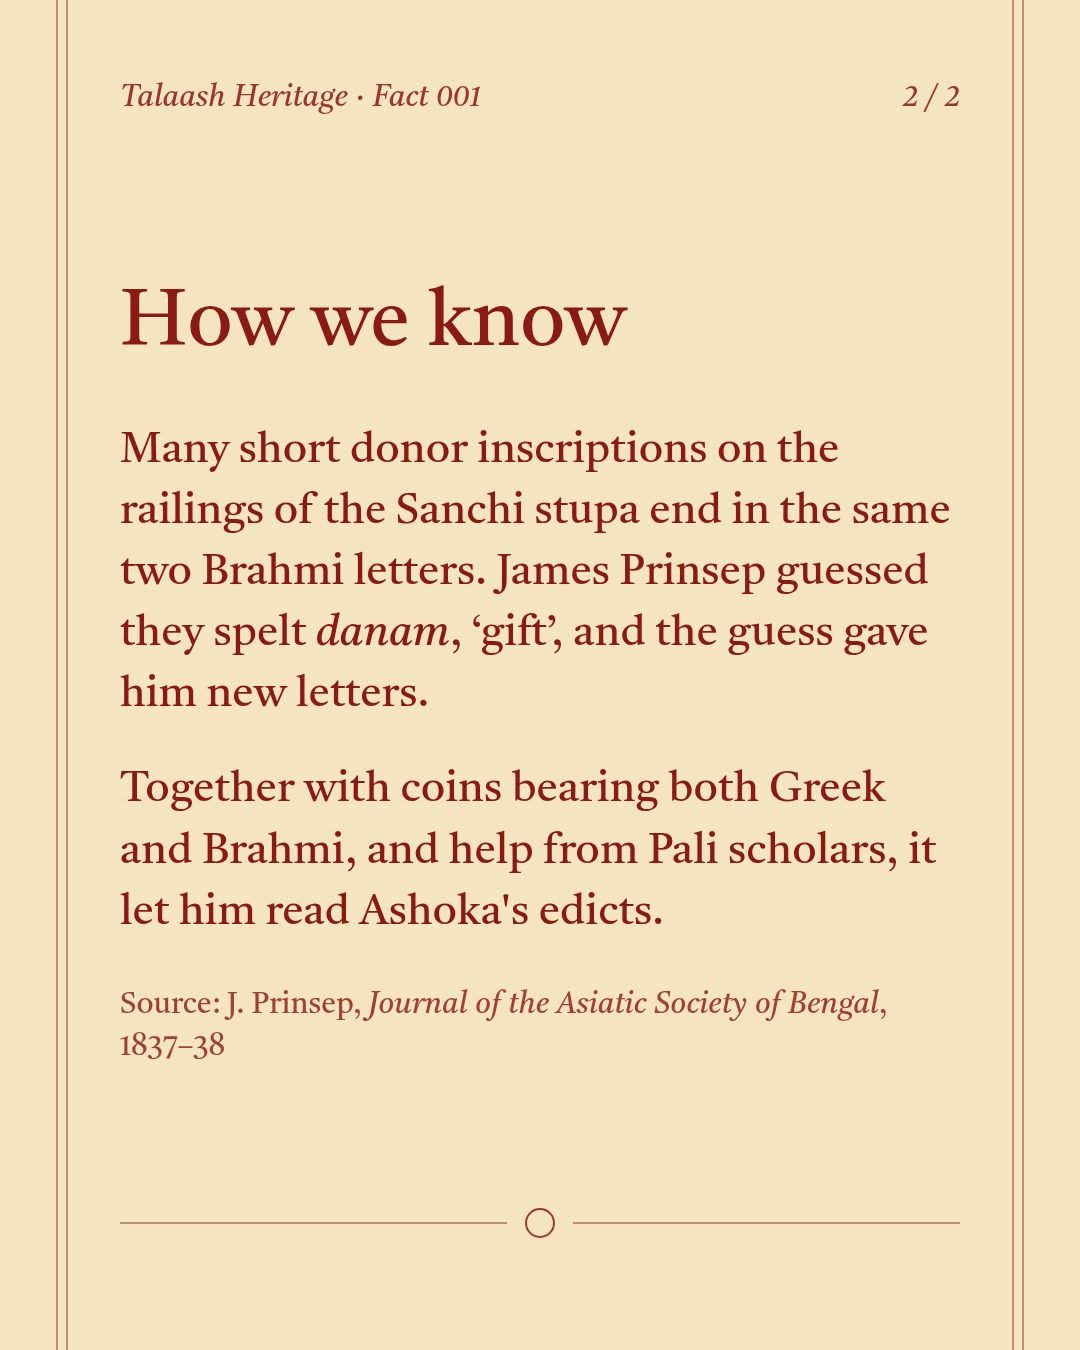 Talaash Heritage · Fact 001
2 / 2
How we know
Many short donor inscriptions on the
railings of the Sanchi stupa end in the same
two Brahmi letters. James Prinsep guessed
they spelt danam, ‘gift’, and the guess gave
him new letters.
Together with coins bearing both Greek
and Brahmi, and help from Pali scholars, it
let him read Ashoka's edicts.
Source: J. Prinsep, Journal of the Asiatic Society of Bengal,
1837–38